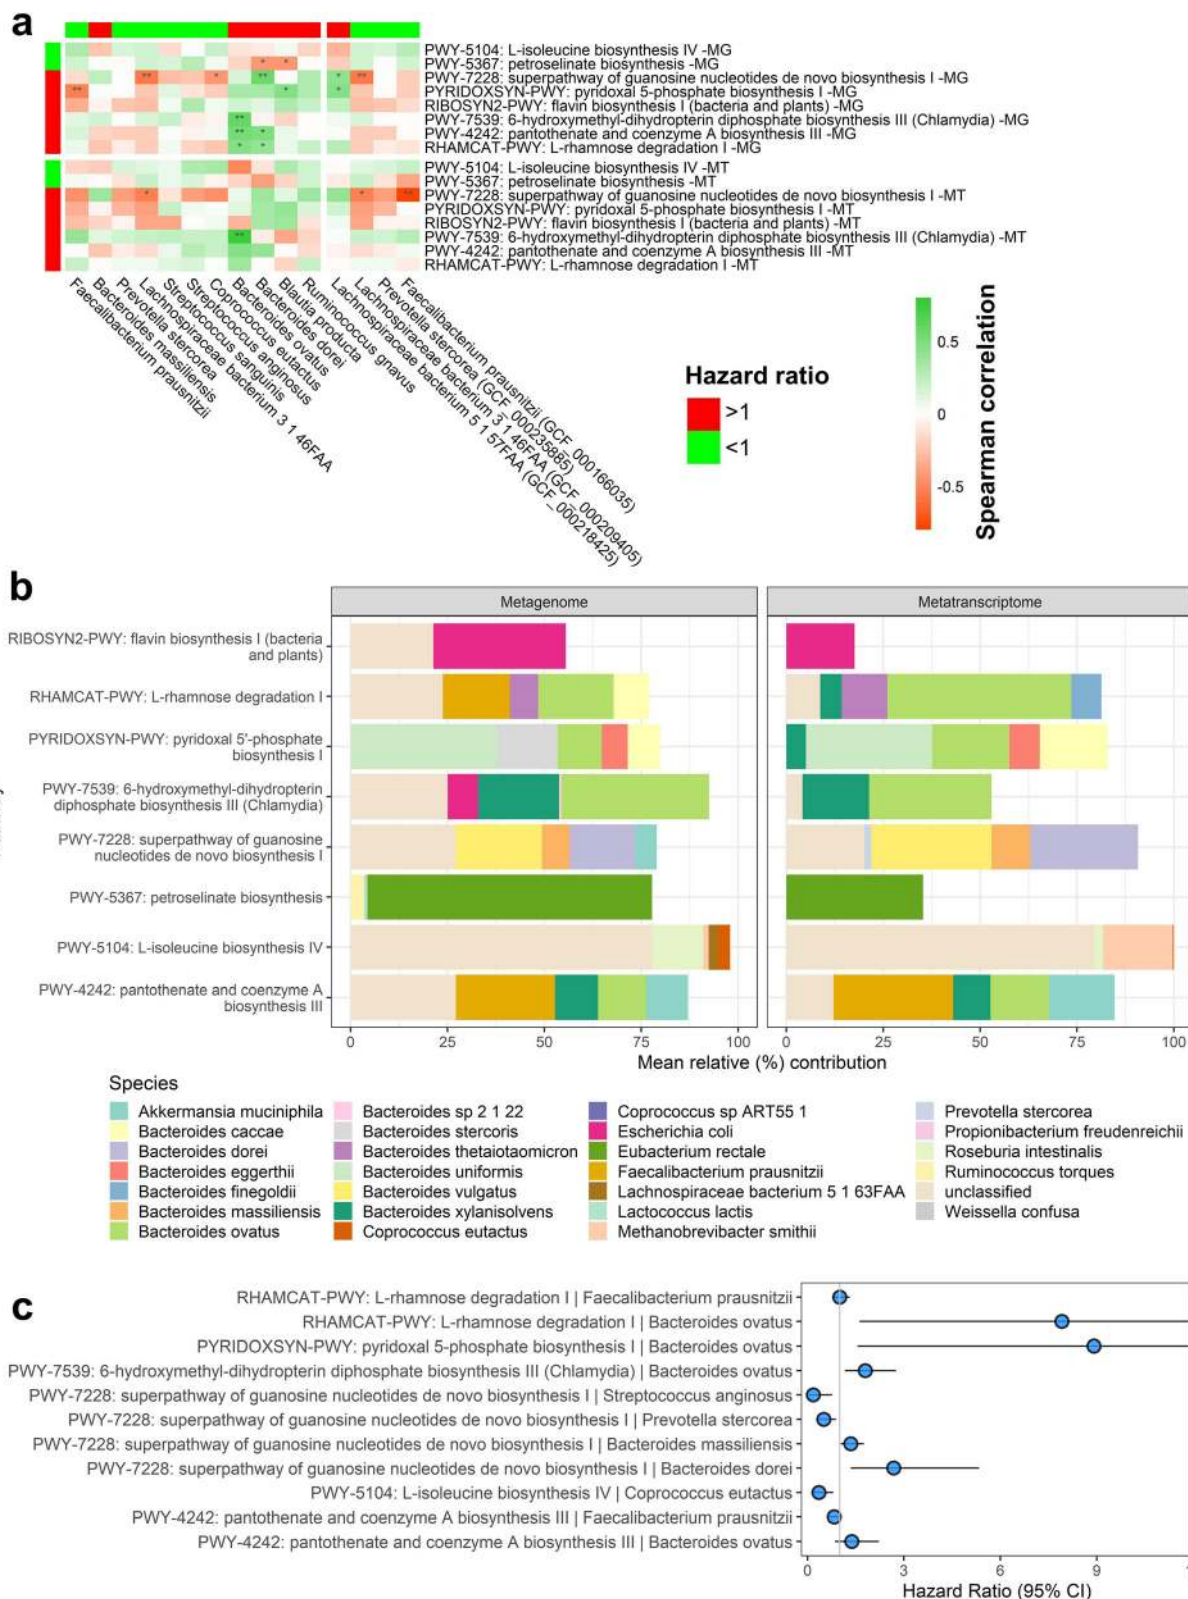 a
PWY-5104: L-isoleucine biosynthesis IV -MG
PWY-5367: petroselinate biosynthesis -MG
PWY-7228: superpathway of guanosine nucleotides de novo biosynthesis I -MG
PYRIDOXSYN-PWY: pyridoxal 5-phosphate biosynthesis I -MG
RIBOSYN2-PWY: flavin biosynthesis I (bacteria and plants) -MG
PWY-7539: 6-hydroxymethyl-dihydropterin diphosphate biosynthesis III (Chlamydia) -MG
PWY-4242: pantothenate and coenzyme A biosynthesis III -MG
RHAMCAT-PWY: L-rhamnose degradation I -MG
PWY-5104: L-isoleucine biosynthesis IV -MT
PWY-5367: petroselinate biosynthesis -MT
PWY-7228: superpathway of guanosine nucleotides de novo biosynthesis I -MT
PYRIDOXSYN-PWY: pyridoxal 5-phosphate biosynthesis I -MT
RIBOSYN2-PWY: flavin biosynthesis I (bacteria and plants) -MT
PWY-7539: 6-hydroxymethyl-dihydropterin diphosphate biosynthesis III (Chlamydia) -MT
PWY-4242: pantothenate and coenzyme A biosynthesis III -MT
RHAMCAT-PWY: L-rhamnose degradation I -MT
Faecalibacterium prausnitzii
Bacteroides massiliensis
Prevotella stercorea
Lachnospiraceae bacterium 3 1 46FAA
Streptococcus sanguinis
Streptococcus anginosus
Coprococcus eutactus
Bacteroides ovatus
Bacteroides dorei
Blautia producta
Ruminococcus gnavus
Lachnospiraceae bacterium 5 1 57FAA (GCF_000218425)
Lachnospiraceae bacterium 3 1 46FAA (GCF_000209405)
Prevotella stercorea (GCF_000235885)
Faecalibacterium prausnitzii (GCF_000166035)
Hazard ratio
>1
<1
0.5
0
-0.5
Spearman correlation
b
Metagenome
Metatranscriptome
RIBOSYN2-PWY: flavin biosynthesis I (bacteria
and plants)
RHAMCAT-PWY: L-rhamnose degradation I
PYRIDOXSYN-PWY: pyridoxal 5'-phosphate
biosynthesis I
PWY-7539: 6-hydroxymethyl-dihydropterin
diphosphate biosynthesis III (Chlamydia)
PWY-7228: superpathway of guanosine
nucleotides de novo biosynthesis I
PWY-5367: petroselinate biosynthesis
PWY-5104: L-isoleucine biosynthesis IV
PWY-4242: pantothenate and coenzyme A
biosynthesis III
0 25 50 75 100
0 25 50 75 100
Mean relative (%) contribution
Species
Akkermansia muciniphila
Bacteroides caccae
Bacteroides dorei
Bacteroides eggerthii
Bacteroides finegoldii
Bacteroides massiliensis
Bacteroides ovatus
Bacteroides sp 2 1 22
Bacteroides stercoris
Bacteroides thetaiotaomicron
Bacteroides uniformis
Bacteroides vulgatus
Bacteroides xylanisolvens
Coprococcus eutactus
Coprococcus sp ART55 1
Escherichia coli
Eubacterium rectale
Faecalibacterium prausnitzii
Lachnospiraceae bacterium 5 1 63FAA
Lactococcus lactis
Methanobrevibacter smithii
Prevotella stercorea
Propionibacterium freudenreichii
Roseburia intestinalis
Ruminococcus torques
unclassified
Weissella confusa
c
RHAMCAT-PWY: L-rhamnose degradation I | Faecalibacterium prausnitzii
RHAMCAT-PWY: L-rhamnose degradation I | Bacteroides ovatus
PYRIDOXSYN-PWY: pyridoxal 5-phosphate biosynthesis I | Bacteroides ovatus
PWY-7539: 6-hydroxymethyl-dihydropterin diphosphate biosynthesis III (Chlamydia) | Bacteroides ovatus
PWY-7228: superpathway of guanosine nucleotides de novo biosynthesis I | Streptococcus anginosus
PWY-7228: superpathway of guanosine nucleotides de novo biosynthesis I | Prevotella stercorea
PWY-7228: superpathway of guanosine nucleotides de novo biosynthesis I | Bacteroides massiliensis
PWY-7228: superpathway of guanosine nucleotides de novo biosynthesis I | Bacteroides dorei
PWY-5104: L-isoleucine biosynthesis IV | Coprococcus eutactus
PWY-4242: pantothenate and coenzyme A biosynthesis III | Faecalibacterium prausnitzii
PWY-4242: pantothenate and coenzyme A biosynthesis III | Bacteroides ovatus
0 3 6 9
Hazard Ratio (95% CI)